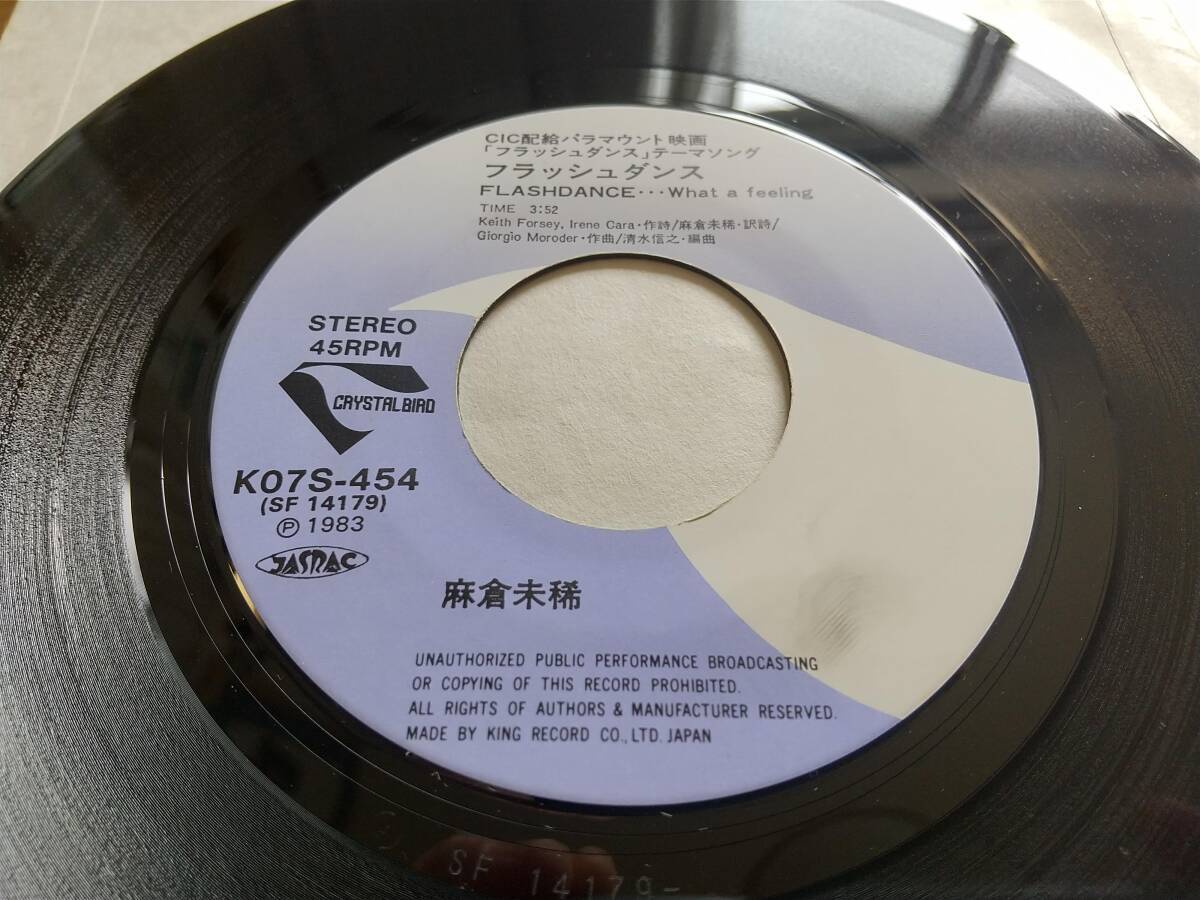 CIC配給パラマウント映画
「フラッシュダンス」テーマソング
フラッシュダンス
FLASHDANCE･･･What a feeling
TIME 3:52
Keith Forsey, Irene Cara・作詩/麻倉未稀・訳詩/
Giorgio Moroder・作曲/清水信之・編曲
STEREO
45RPM
CRYSTALBIRD
K07S-454
(SF 14179)
Ⓟ 1983
JASRAC
麻倉未稀
UNAUTHORIZED PUBLIC PERFORMANCE BROADCASTING
OR COPYING OF THIS RECORD PROHIBITED.
ALL RIGHTS OF AUTHORS & MANUFACTURER RESERVED.
MADE BY KING RECORD CO., LTD. JAPAN
SF 14179-